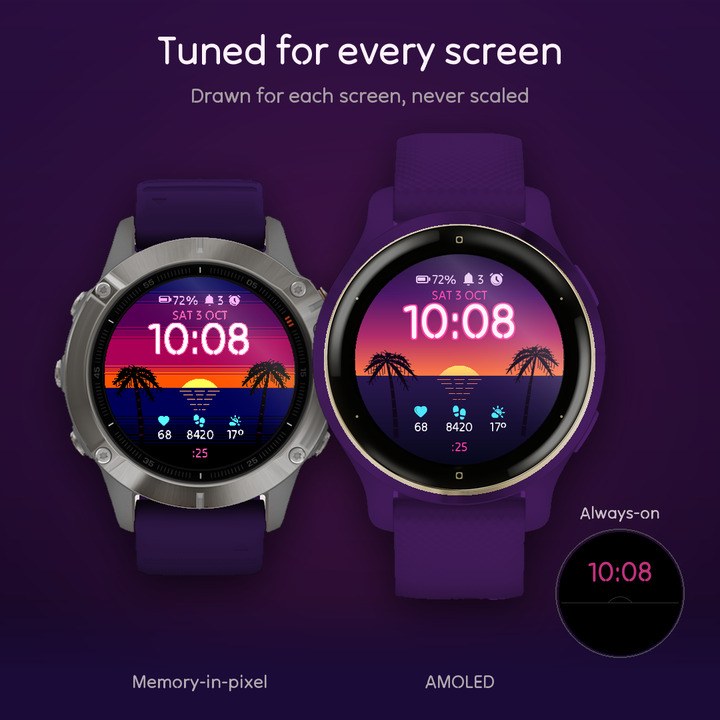 Tuned for every screen
Drawn for each screen, never scaled
72% 3
SAT 3 OCT
10:08
68 8420 17°
:25
72% 3
SAT 3 OCT
10:08
68 8420 17°
:25
Always-on
10:08
Memory-in-pixel
AMOLED